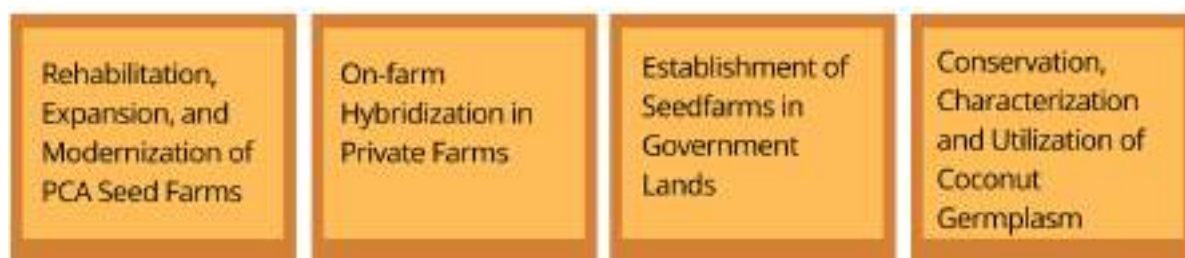 Rehabilitation,
Expansion, and
Modernization of
PCA Seed Farms
On-farm
Hybridization in
Private Farms
Establishment of
Seedfarms in
Government
Lands
Conservation,
Characterization
and Utilization of
Coconut
Germplasm